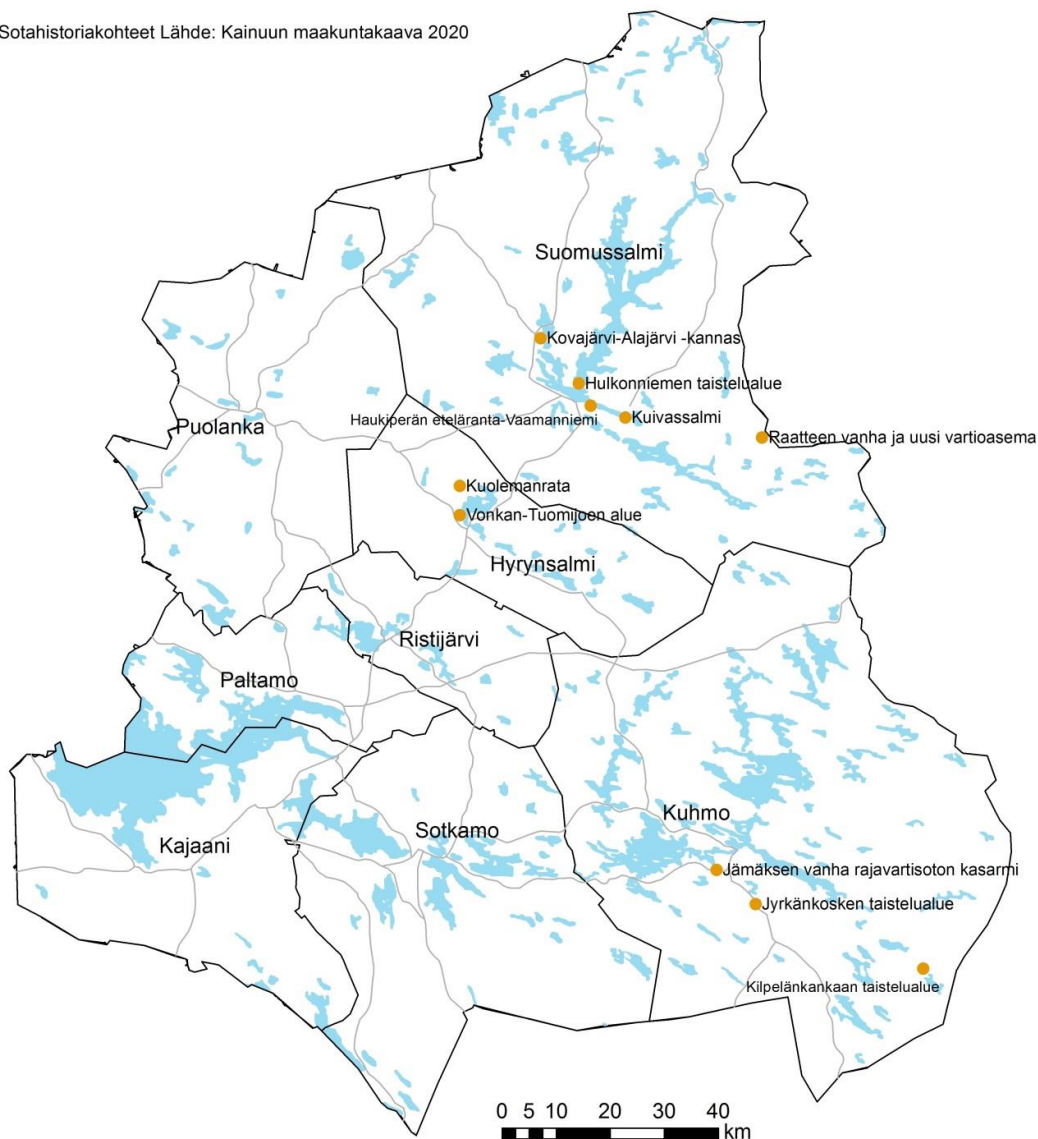 Sotahistoriakohteet Lähde: Kainuun maakuntakaava 2020
Suomussalmi
Kovajärvi-Alajärvi -kannas
Hulkonniemen taistelualue
Haukiperän eteläranta-Vaamanniemi
Kuivassalmi
Puolanka
Raatteen vanha ja uusi vartioasema
Kuolemanrata
Vonkan-Tuomijoen alue
Hyrynsalmi
Ristijärvi
Paltamo
Kuhmo
Sotkamo
Kajaani
Jämäksen vanha rajavartisoton kasarmi
Jyrkänkosken taistelualue
Kilpelänkankaan taistelualue
0 5 10 20 30 40
km